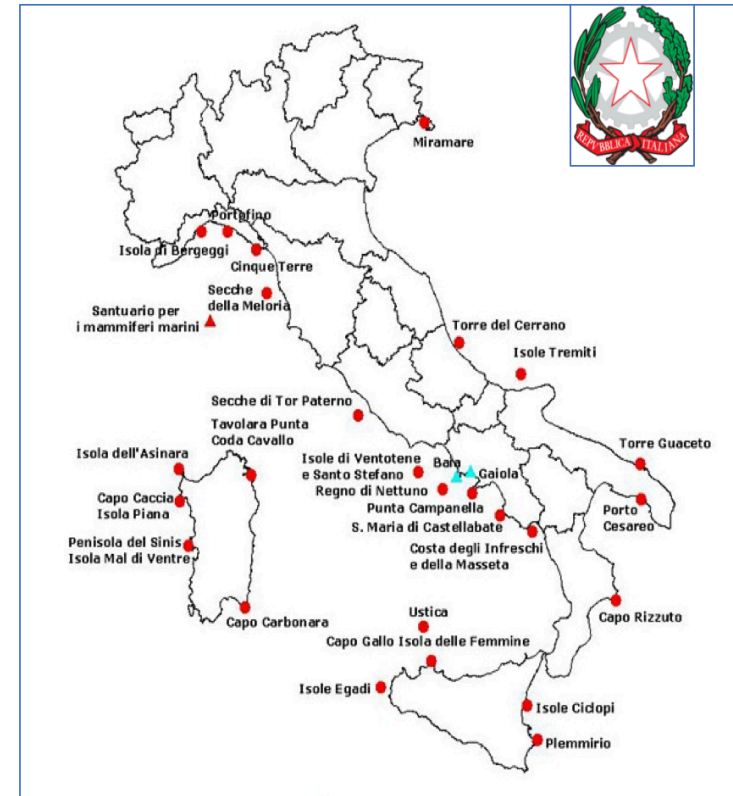 REPVBBLICA ITALIANA
Miramare
Portofino
Isola di Bergeggi
Cinque Terre
Secche
della Meloria
Santuario per
i mammiferi marini
Torre del Cerrano
Isole Tremiti
Secche di Tor Paterno
Tavolara Punta
Coda Cavallo
Isola dell'Asinara
Isole di Ventotene
e Santo Stefano
Baia
Gaiola
Torre Guaceto
Regno di Nettuno
Capo Caccia
Isola Piana
Punta Campanella
Porto
Cesareo
S. Maria di Castellabate
Penisola del Sinis
Isola Mal di Ventre
Costa degli Infreschi
e della Masseta
Capo Carbonara
Ustica
Capo Rizzuto
Capo Gallo Isola delle Femmine
Isole Egadi
Isole Ciclopi
Plemmirio